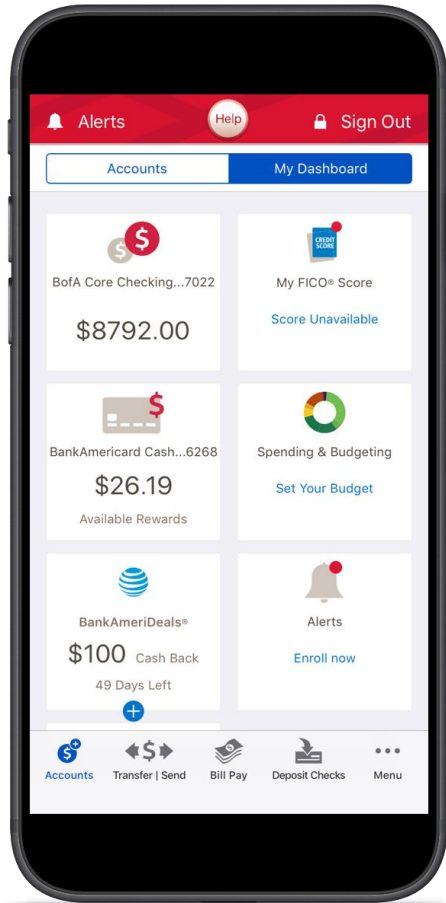 Alerts
Help
Sign Out
Accounts
My Dashboard
BofA Core Checking...7022
$8792.00
CREDIT
SCORE
My FICO® Score
Score Unavailable
BankAmericard Cash...6268
$26.19
Available Rewards
Spending & Budgeting
Set Your Budget
BankAmeriDeals®
$100 Cash Back
49 Days Left
Alerts
Enroll now
Accounts
Transfer | Send
Bill Pay
Deposit Checks
Menu